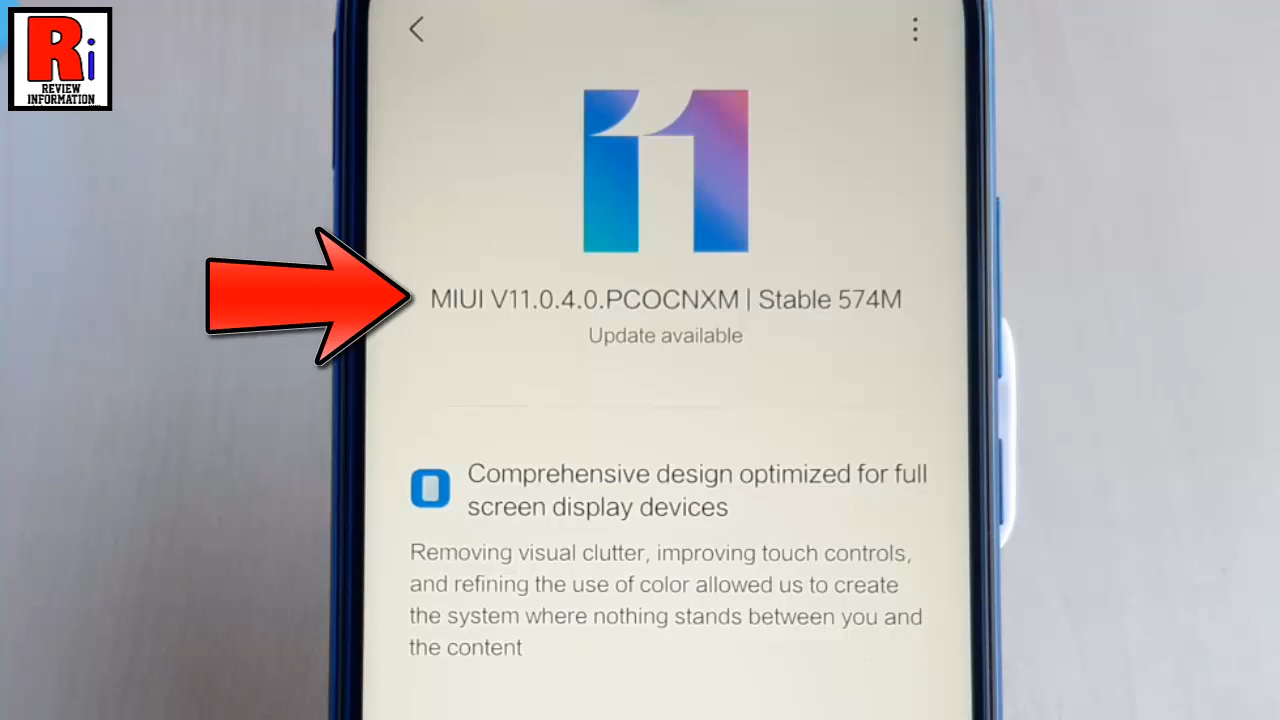 Ri
REVIEW
INFORMATION
11
MIUI V11.0.4.0.PCOCNXM | Stable 574M
Update available
Comprehensive design optimized for full
screen display devices
Removing visual clutter, improving touch controls,
and refining the use of color allowed us to create
the system where nothing stands between you and
the content